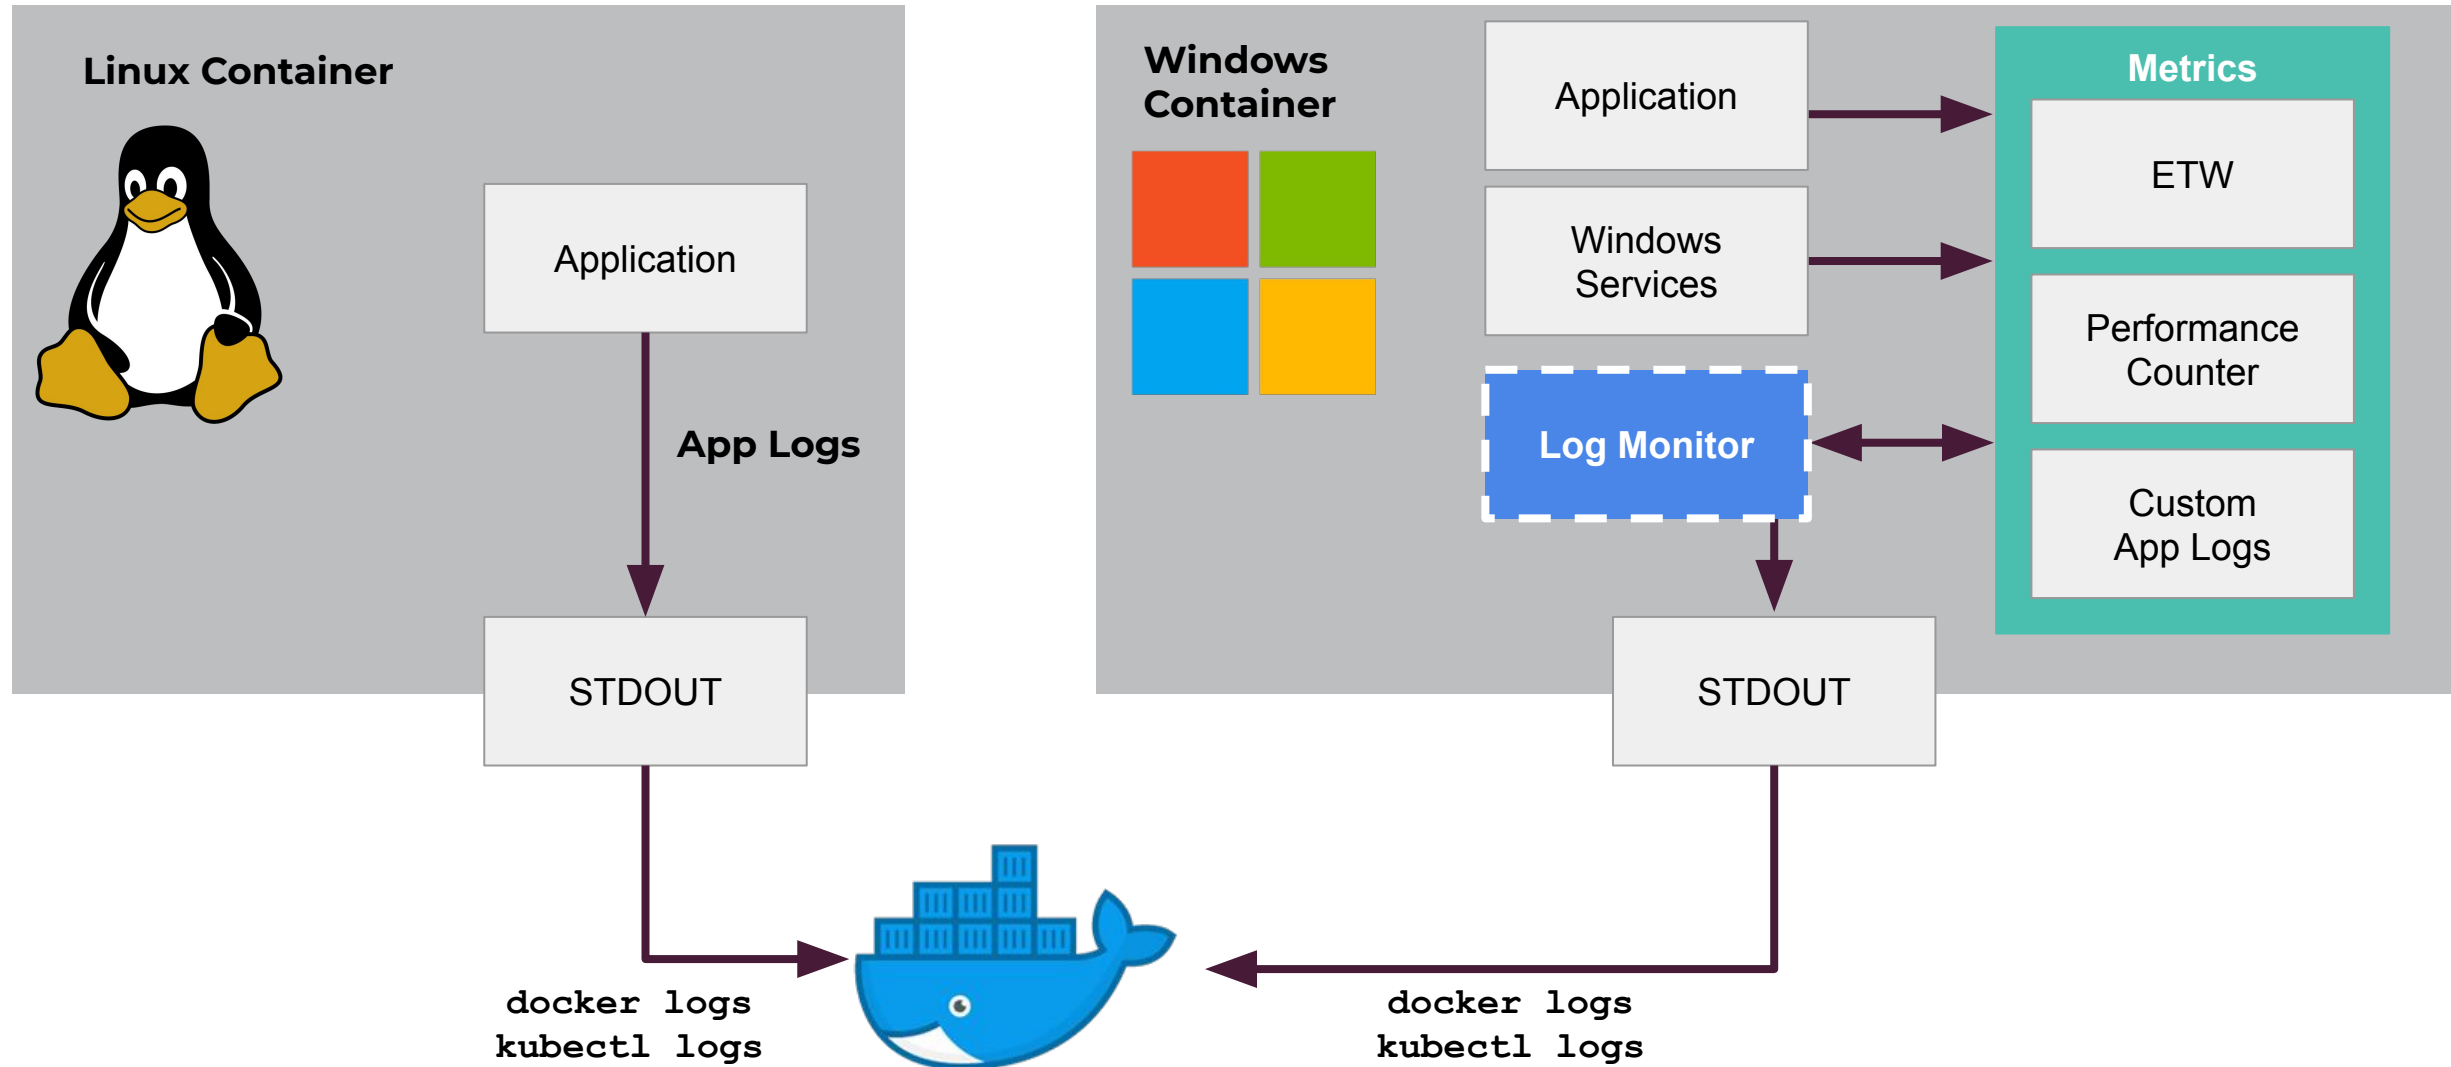 Linux Container
Application
App Logs
STDOUT
docker logs
kubectl logs
Windows
Container
Application
Windows
Services
Log Monitor
STDOUT
docker logs
kubectl logs
Metrics
ETW
Performance
Counter
Custom
App Logs